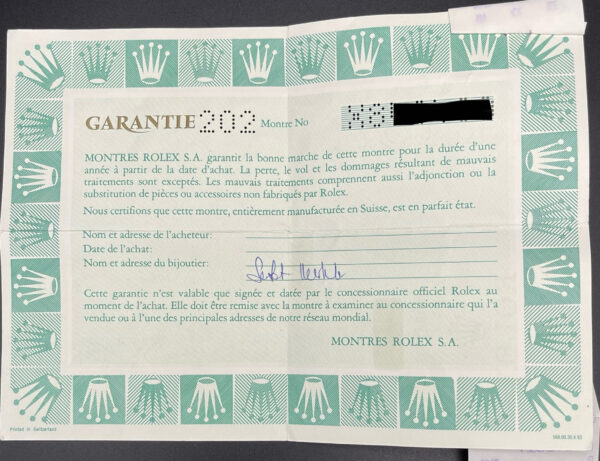 GARANTIE 202 Montre No
MONTRES ROLEX S.A. garantit la bonne marche de cette montre pour la durée d'une
année à partir de la date d'achat. La perte, le vol et les dommages résultant de mauvais
traitements sont exceptés. Les mauvais traitements comprennent aussi l'adjonction ou la
substitution de pièces ou accessoires non fabriqués par Rolex.
Nous certifions que cette montre, entièrement manufacturée en Suisse, est en parfait état.
Nom et adresse de l'acheteur:
Date de l'achat:
Nom et adresse du bijoutier:
Cette garantie n'est valable que signée et datée par le concessionnaire officiel Rolex au
moment de l'achat. Elle doit être remise avec la montre à examiner au concessionnaire qui l'a
vendue ou à l'une des principales adresses de notre réseau mondial.
MONTRES ROLEX S.A.
Printed in Switzerland